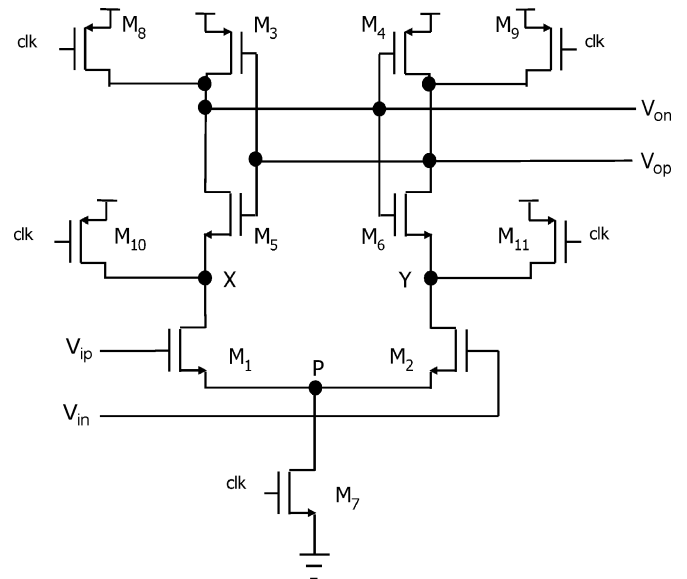 clk M₈ M₃ M₄ M₉ clk
Vₒₙ
Vₒₚ
clk M₁₀ M₅ M₆ M₁₁ clk
X Y
Vᵢₚ M₁ M₂
P
Vᵢₙ
clk M₇